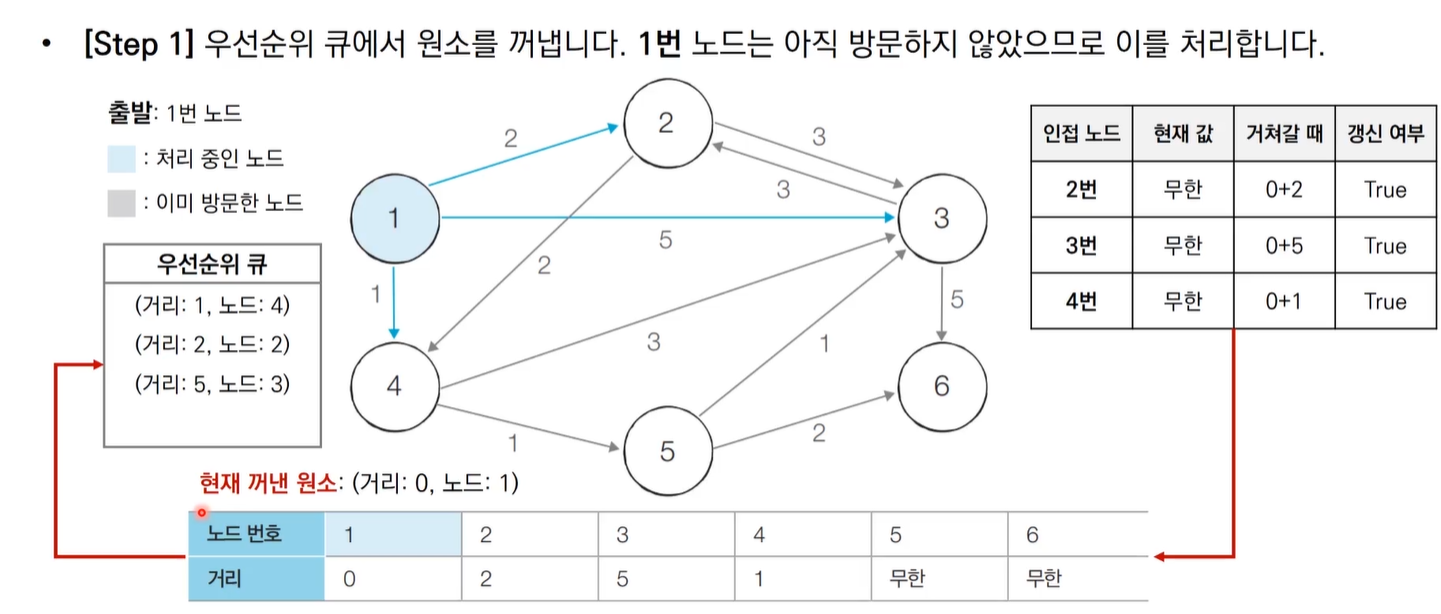 • [Step 1] 우선순위 큐에서 원소를 꺼냅니다. 1번 노드는 아직 방문하지 않았으므로 이를 처리합니다.
출발: 1번 노드
: 처리 중인 노드
: 이미 방문한 노드
우선순위 큐
(거리: 1, 노드: 4)
(거리: 2, 노드: 2)
(거리: 5, 노드: 3)
2
2
3
3
1
3
5
2
1
5
3
1
4
6
1
5
2
인접 노드 현재 값 거쳐갈 때 갱신 여부
2번 무한 0+2 True
3번 무한 0+5 True
4번 무한 0+1 True
현재 꺼낸 원소: (거리: 0, 노드: 1)
노드 번호 1 2 3 4 5 6
거리 0 2 5 1 무한 무한